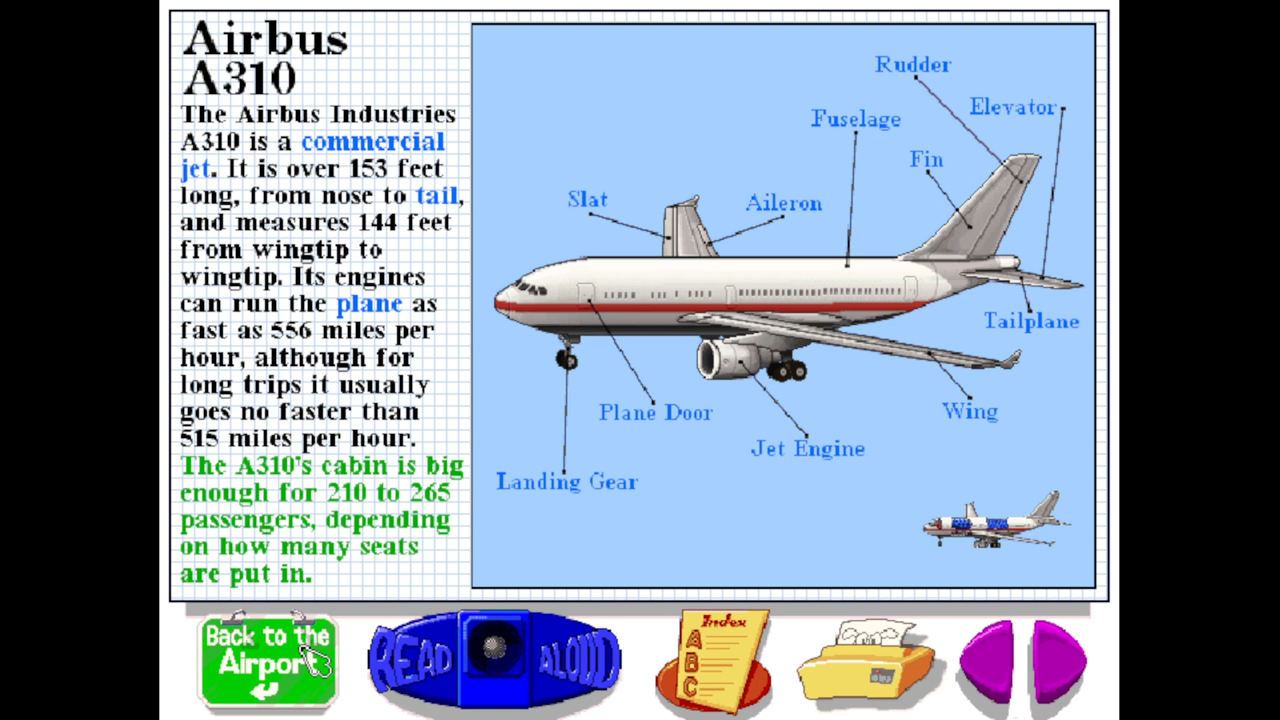 Airbus
A310
The Airbus Industries
A310 is a commercial
jet. It is over 153 feet
long, from nose to tail,
and measures 144 feet
from wingtip to
wingtip. Its engines
can run the plane as
fast as 556 miles per
hour, although for
long trips it usually
goes no faster than
515 miles per hour.
The A310's cabin is big
enough for 210 to 265
passengers, depending
on how many seats
are put in.
Rudder
Elevator
Fuselage
Fin
Slat
Aileron
Tailplane
Plane Door
Wing
Jet Engine
Landing Gear
Back to the
Airport
READ ALOUD
Index
A
B
C